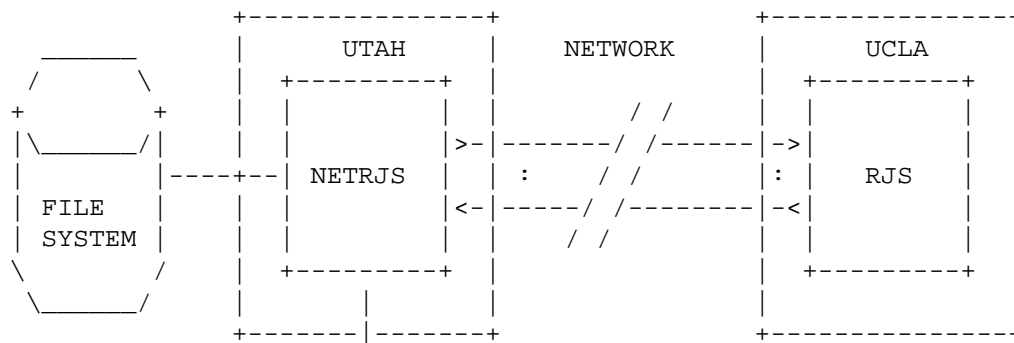 UTAH NETWORK UCLA
NETRJS : : RJS
FILE
SYSTEM